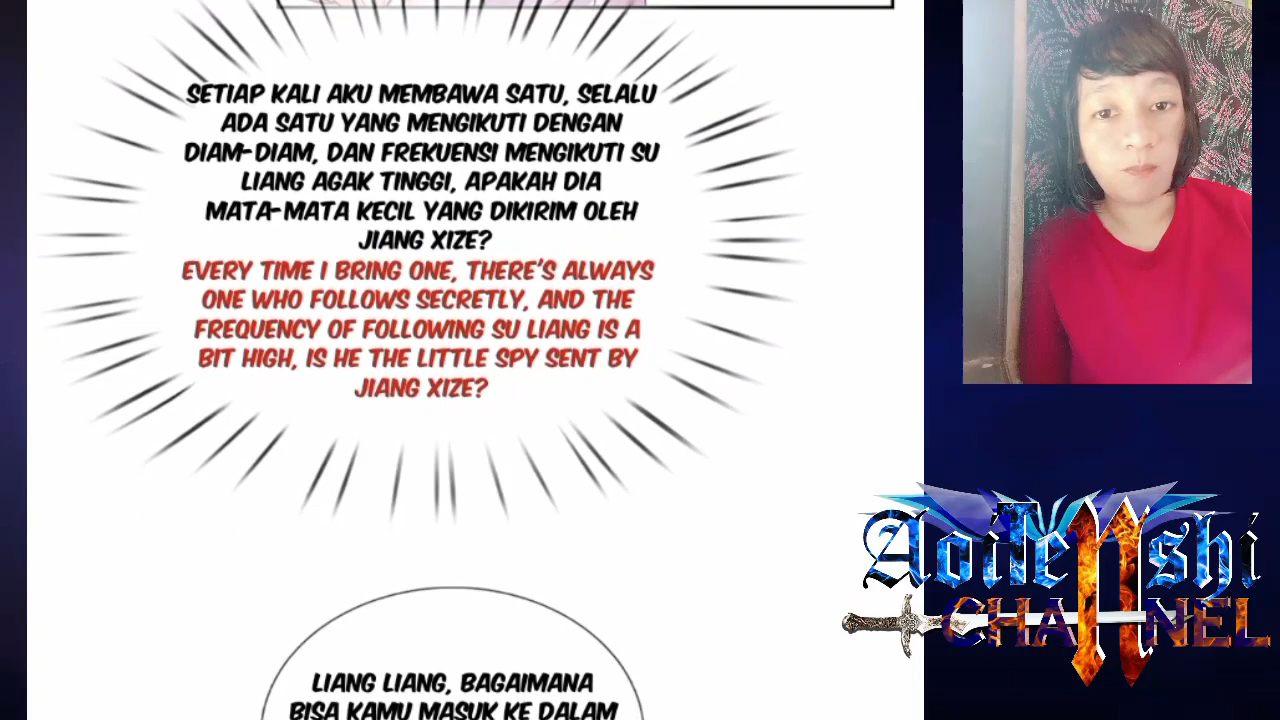 SETIAP KALI AKU MEMBAWA SATU, SELALU
ADA SATU YANG MENGIKUTI DENGAN
DIAM-DIAM, DAN FREKUENSI MENGIKUTI SU
LIANG AGAK TINGGI, APAKAH DIA
MATA-MATA KECIL YANG DIKIRIM OLEH
JIANG XIZE?
EVERY TIME I BRING ONE, THERE'S ALWAYS
ONE WHO FOLLOWS SECRETLY, AND THE
FREQUENCY OF FOLLOWING SU LIANG IS A
BIT HIGH, IS HE THE LITTLE SPY SENT BY
JIANG XIZE?
LIANG LIANG, BAGAIMANA
BISA KAMU MASUK KE DALAM
AoiTenshi
CHANNEL